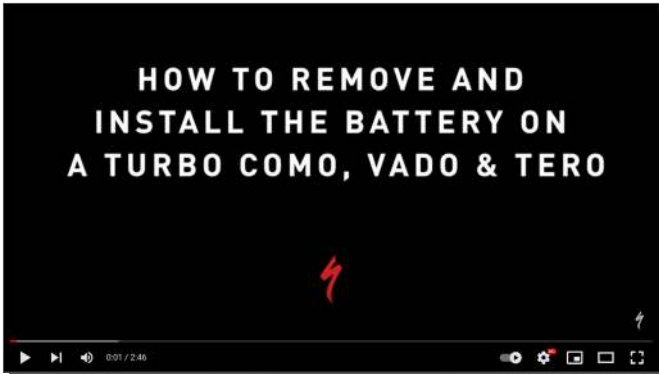 HOW TO REMOVE AND
INSTALL THE BATTERY ON
A TURBO COMO, VADO & TERO
0:01 / 2:46